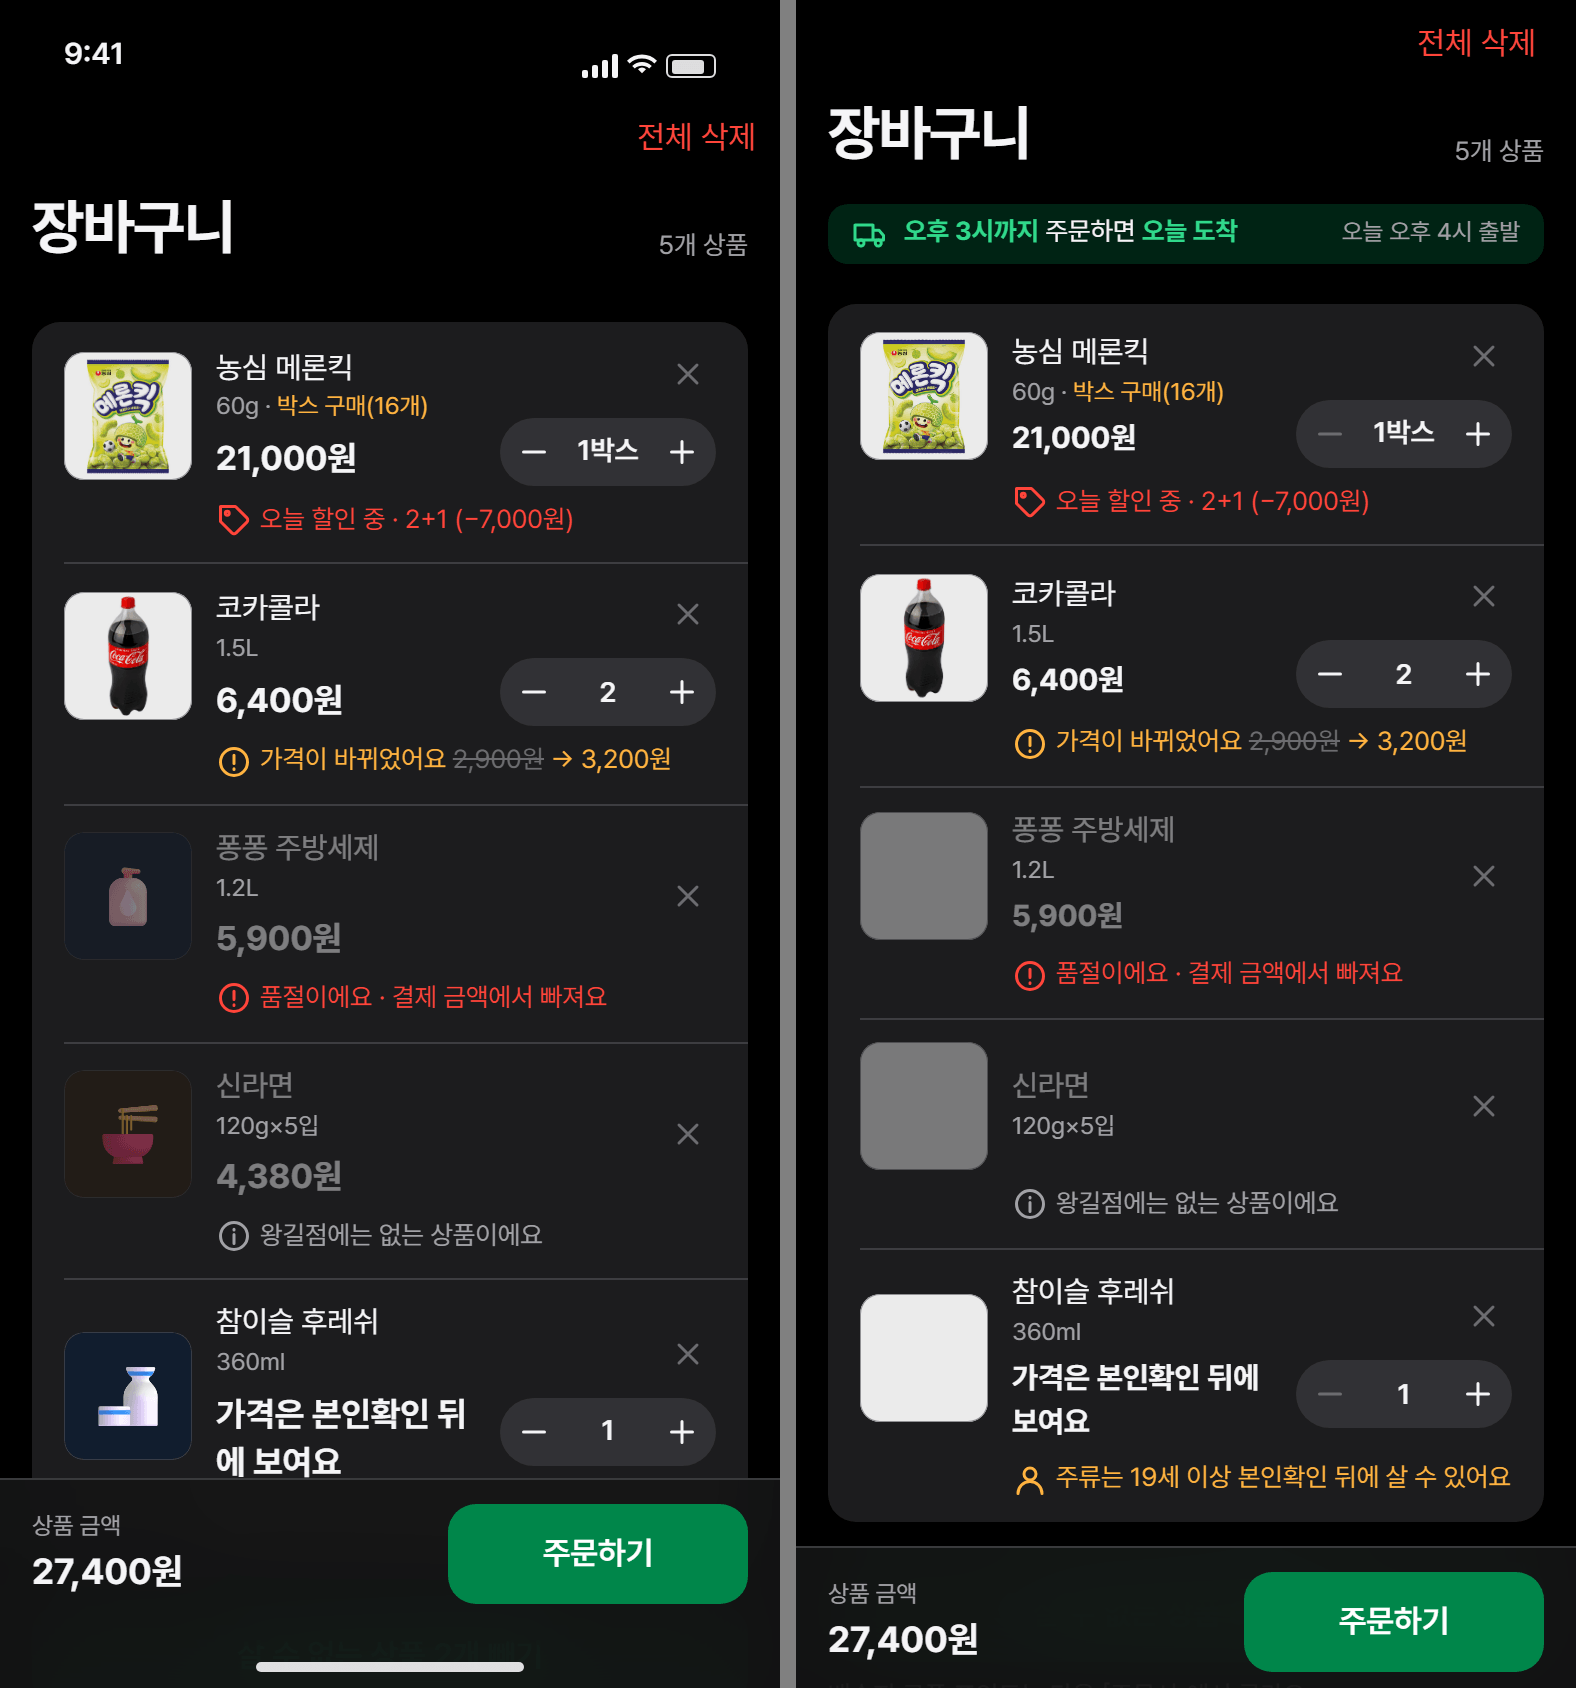 9:41
전체 삭제
장바구니
5개 상품
농심 메론킥
60g · 박스 구매(16개)
21,000원
1박스
오늘 할인 중 · 2+1 (−7,000원)
코카콜라
1.5L
6,400원
2
가격이 바뀌었어요 2,900원 → 3,200원
퐁퐁 주방세제
1.2L
5,900원
품절이에요 · 결제 금액에서 빠져요
신라면
120g×5입
4,380원
왕길점에는 없는 상품이에요
참이슬 후레쉬
360ml
가격은 본인확인 뒤
에 보여요
1
상품 금액
27,400원
주문하기
전체 삭제
장바구니
5개 상품
오후 3시까지 주문하면 오늘 도착
오늘 오후 4시 출발
메론킥
농심 메론킥
60g · 박스 구매(16개)
21,000원
1박스
오늘 할인 중 · 2+1 (−7,000원)
Coca-Cola
코카콜라
1.5L
6,400원
2
가격이 바뀌었어요 2,900원 → 3,200원
퐁퐁 주방세제
1.2L
5,900원
품절이에요 · 결제 금액에서 빠져요
신라면
120g×5입
왕길점에는 없는 상품이에요
참이슬 후레쉬
360ml
가격은 본인확인 뒤에
보여요
1
주류는 19세 이상 본인확인 뒤에 살 수 있어요
상품 금액
27,400원
주문하기